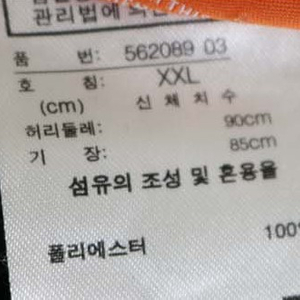 관리법에
품 번: 562089 03
호 칭: XXL
(cm) 신 체 치 수
허리둘레: 90cm
기 장: 85cm
섬유의 조성 및 혼용율
폴리에스터 100%